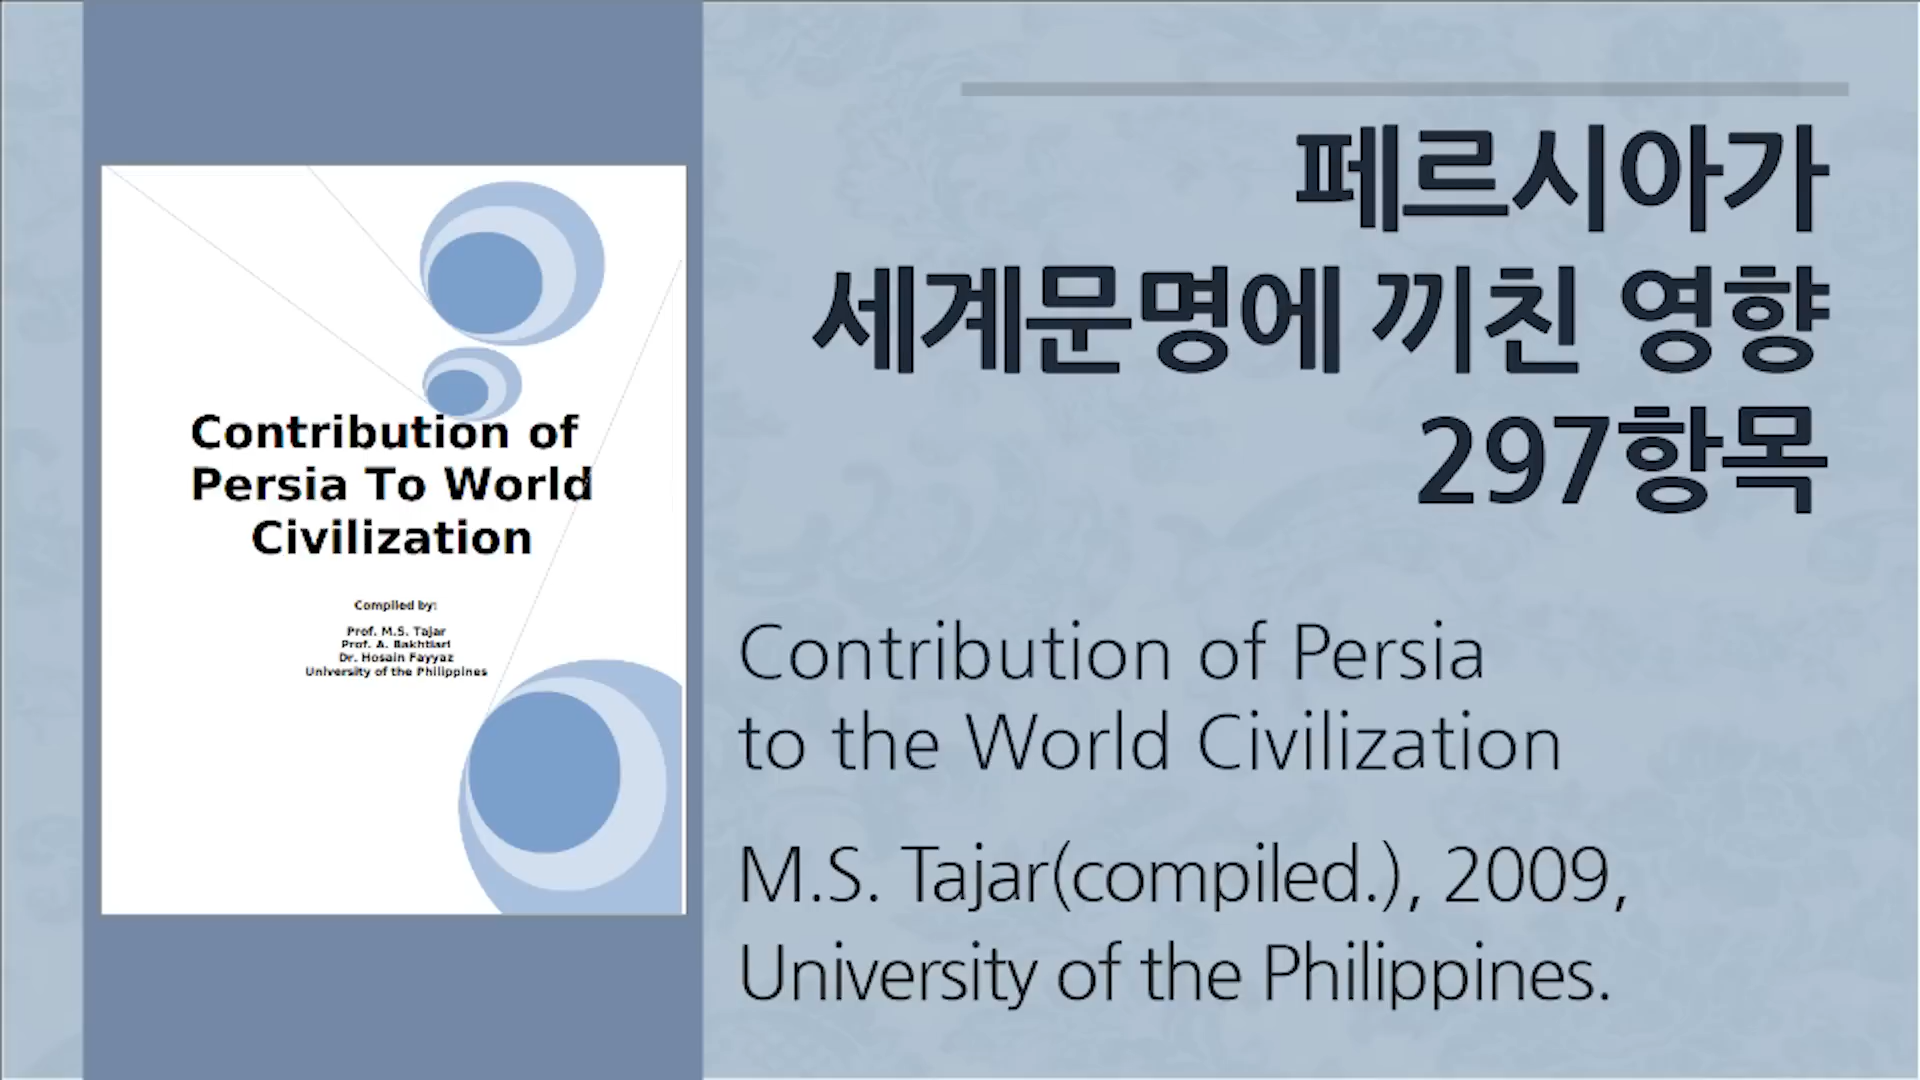 Contribution of
Persia To World
Civilization
Compiled by:
Prof. M.S. Tajar
Prof. A. Bakhtiari
Dr. Hosain Fayyaz
University of the Philippines
페르시아가
세계문명에 끼친 영향
297항목
Contribution of Persia
to the World Civilization
M.S. Tajar(compiled.), 2009,
University of the Philippines.